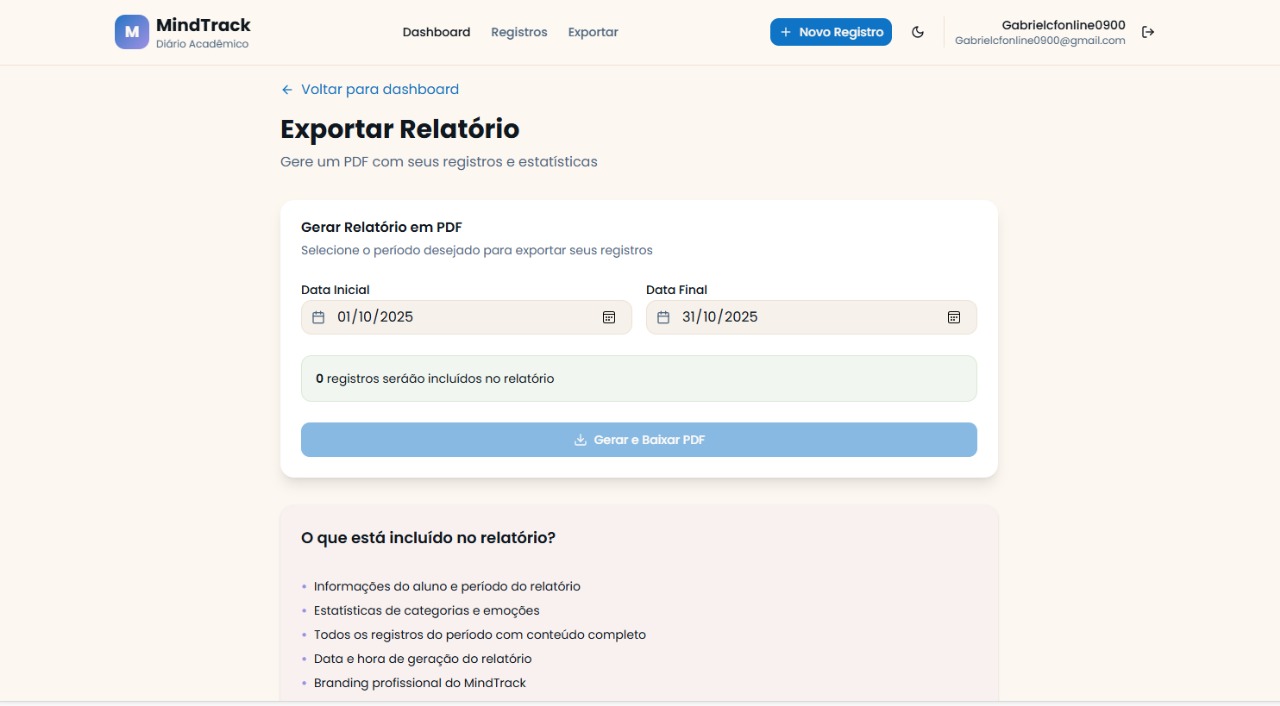 M
MindTrack
Diário Acadêmico
Dashboard
Registros
Exportar
Novo Registro
Gabrielcfonline0900
Gabrielcfonline0900@gmail.com
Voltar para dashboard
Exportar Relatório
Gere um PDF com seus registros e estatísticas
Gerar Relatório em PDF
Selecione o período desejado para exportar seus registros
Data Inicial
01/10/2025
Data Final
31/10/2025
0 registros seráão incluídos no relatório
Gerar e Baixar PDF
O que está incluído no relatório?
• Informações do aluno e período do relatório
• Estatísticas de categorias e emoções
• Todos os registros do período com conteúdo completo
• Data e hora de geração do relatório
• Branding profissional do MindTrack